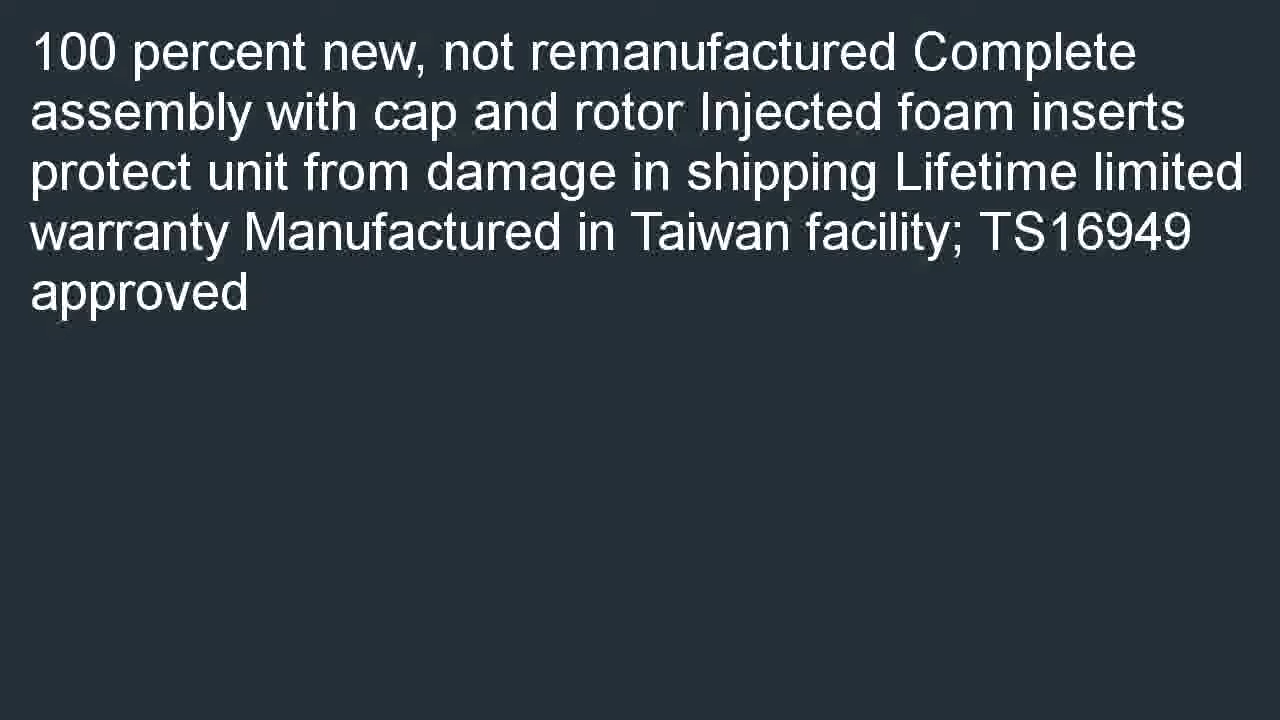 100 percent new, not remanufactured Complete
assembly with cap and rotor Injected foam inserts
protect unit from damage in shipping Lifetime limited
warranty Manufactured in Taiwan facility; TS16949
approved